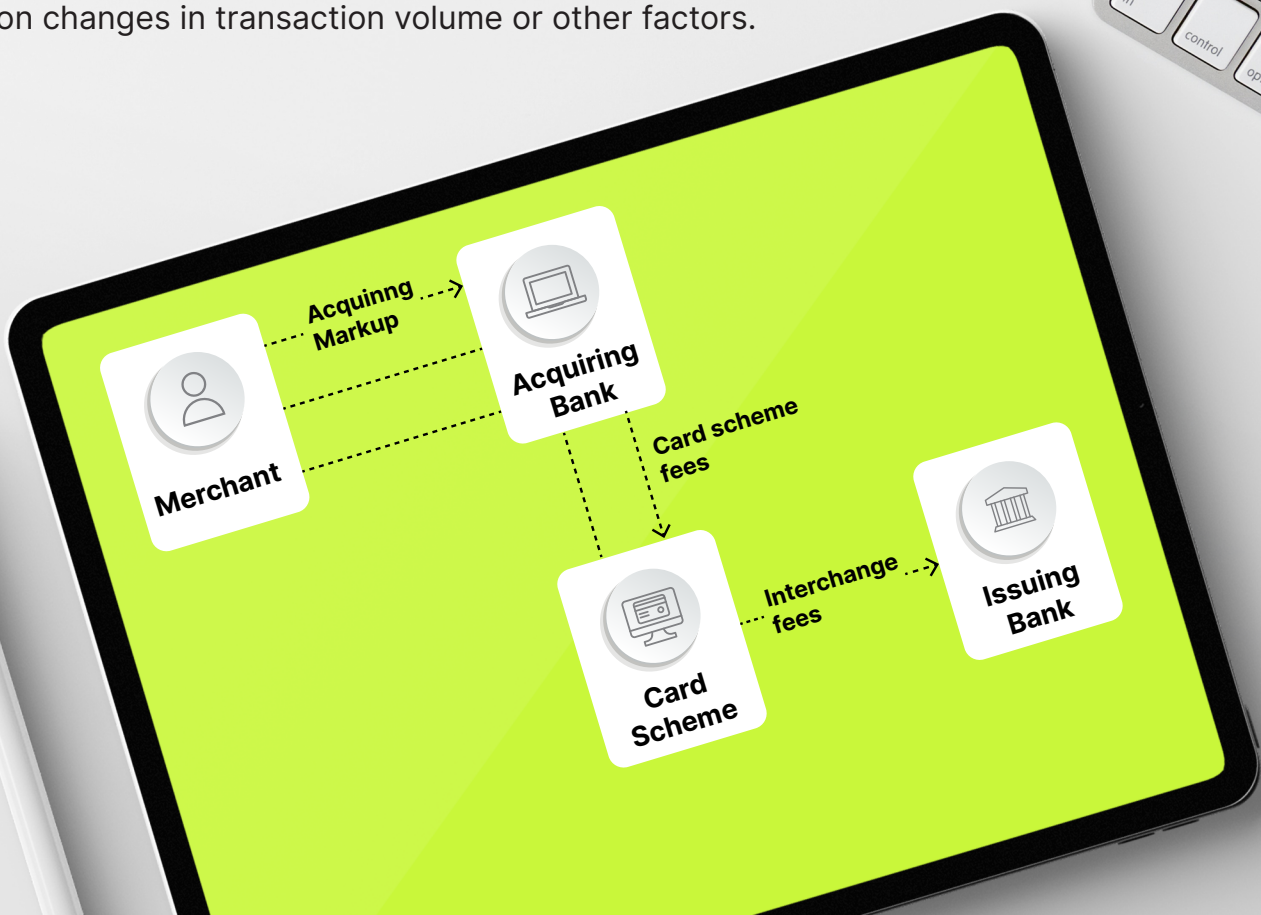 on changes in transaction volume or other factors.
control
Acquinng
Markup
Acquiring
Bank
Merchant
Card scheme
fees
Interchange
fees
Issuing
Bank
Card
Scheme